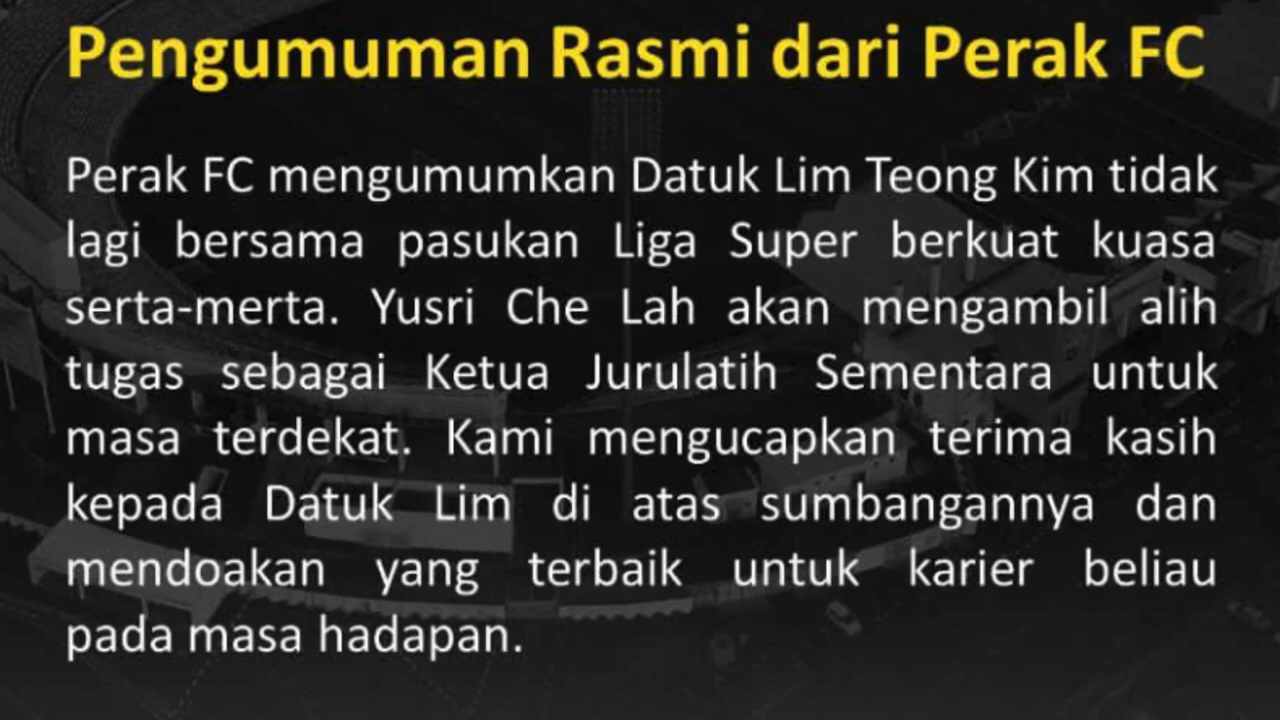 Pengumuman Rasmi dari Perak FC
Perak FC mengumumkan Datuk Lim Teong Kim tidak
lagi bersama pasukan Liga Super berkuat kuasa
serta-merta. Yusri Che Lah akan mengambil alih
tugas sebagai Ketua Jurulatih Sementara untuk
masa terdekat. Kami mengucapkan terima kasih
kepada Datuk Lim di atas sumbangannya dan
mendoakan yang terbaik untuk karier beliau
pada masa hadapan.